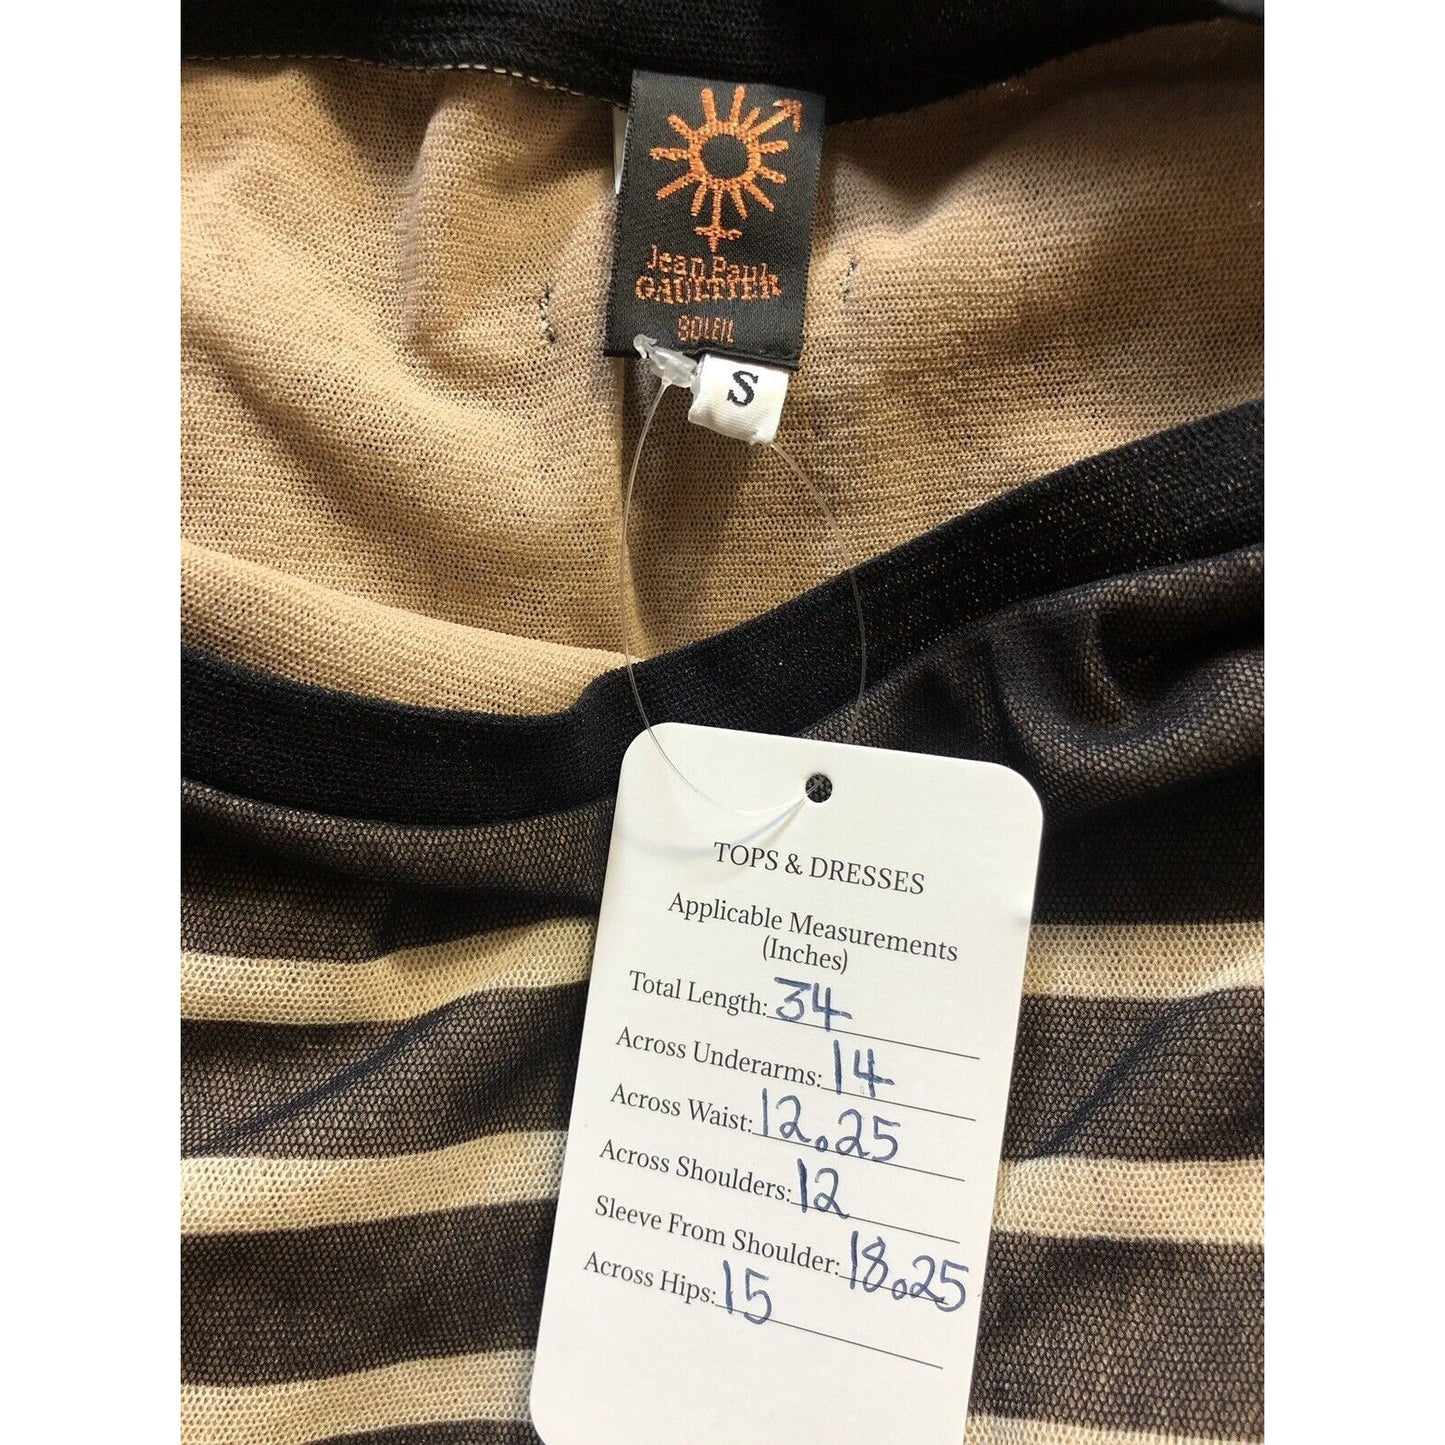 Jean Paul
GAULTIER
SOLEIL
S
TOPS & DRESSES
Applicable Measurements
(Inches)
Total Length: 34
Across Underarms: 14
Across Waist: 12.25
Across Shoulders: 12
Sleeve From Shoulder: 18.25
Across Hips: 15